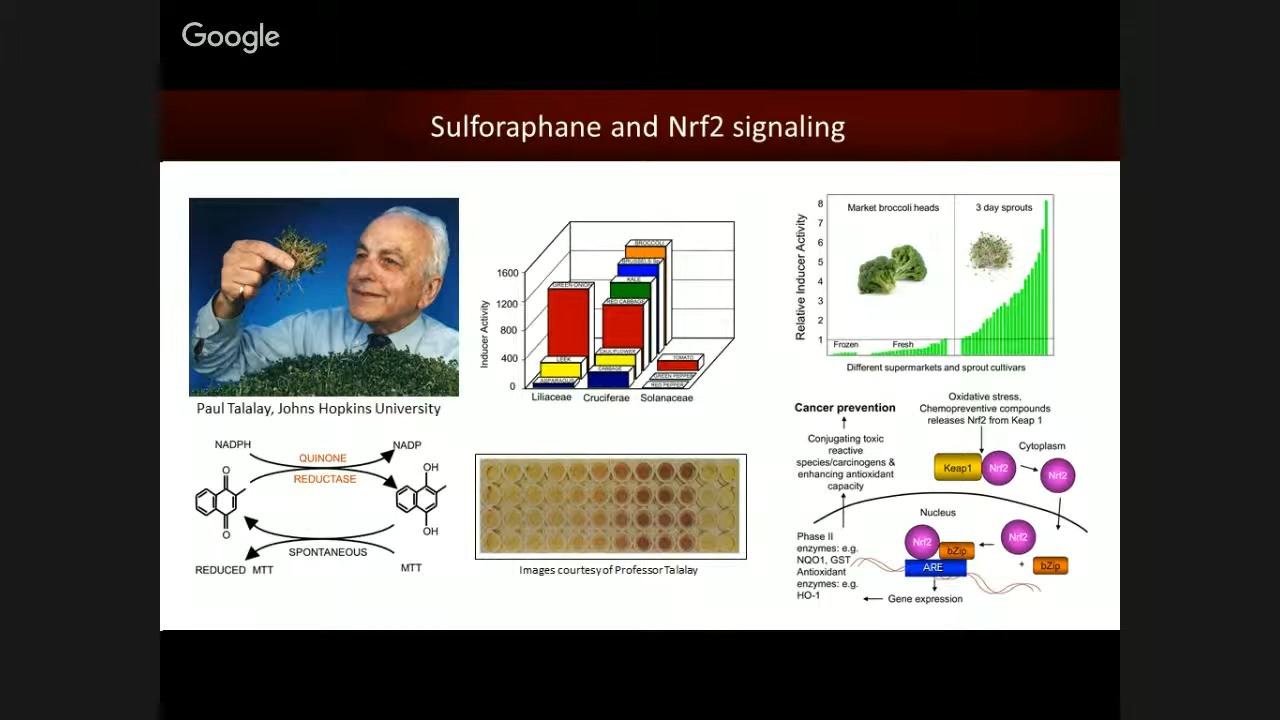 Google
Sulforaphane and Nrf2 signaling
Paul Talalay, Johns Hopkins University
NADPH
NADP
QUINONE
REDUCTASE
O
O
OH
OH
SPONTANEOUS
REDUCED MTT
MTT
Inducer Activity
1600
1200
800
400
0
BROCCOLI
BRUSSELS
KALE
RED CABBAGE
CAULIFLOWER
CABBAGE
GREEN ONION
LEEK
ASPARAGUS
TOMATO
GREEN PEPPER
RED PEPPER
Liliaceae
Cruciferae
Solanaceae
Images courtesy of Professor Talalay
Relative Inducer Activity
8
7
6
5
4
3
2
1
Market broccoli heads
3 day sprouts
Frozen
Fresh
Different supermarkets and sprout cultivars
Cancer prevention
Conjugating toxic
reactive
species/carcinogens &
enhancing antioxidant
capacity
Oxidative stress,
Chemopreventive compounds
releases Nrf2 from Keap 1
Cytoplasm
Keap1
Nrf2
Nrf2
Nucleus
Nrf2
bZip
ARE
Nrf2
+
bZip
Phase II
enzymes: e.g.
NQO1, GST
Antioxidant
enzymes: e.g.
HO-1
Gene expression